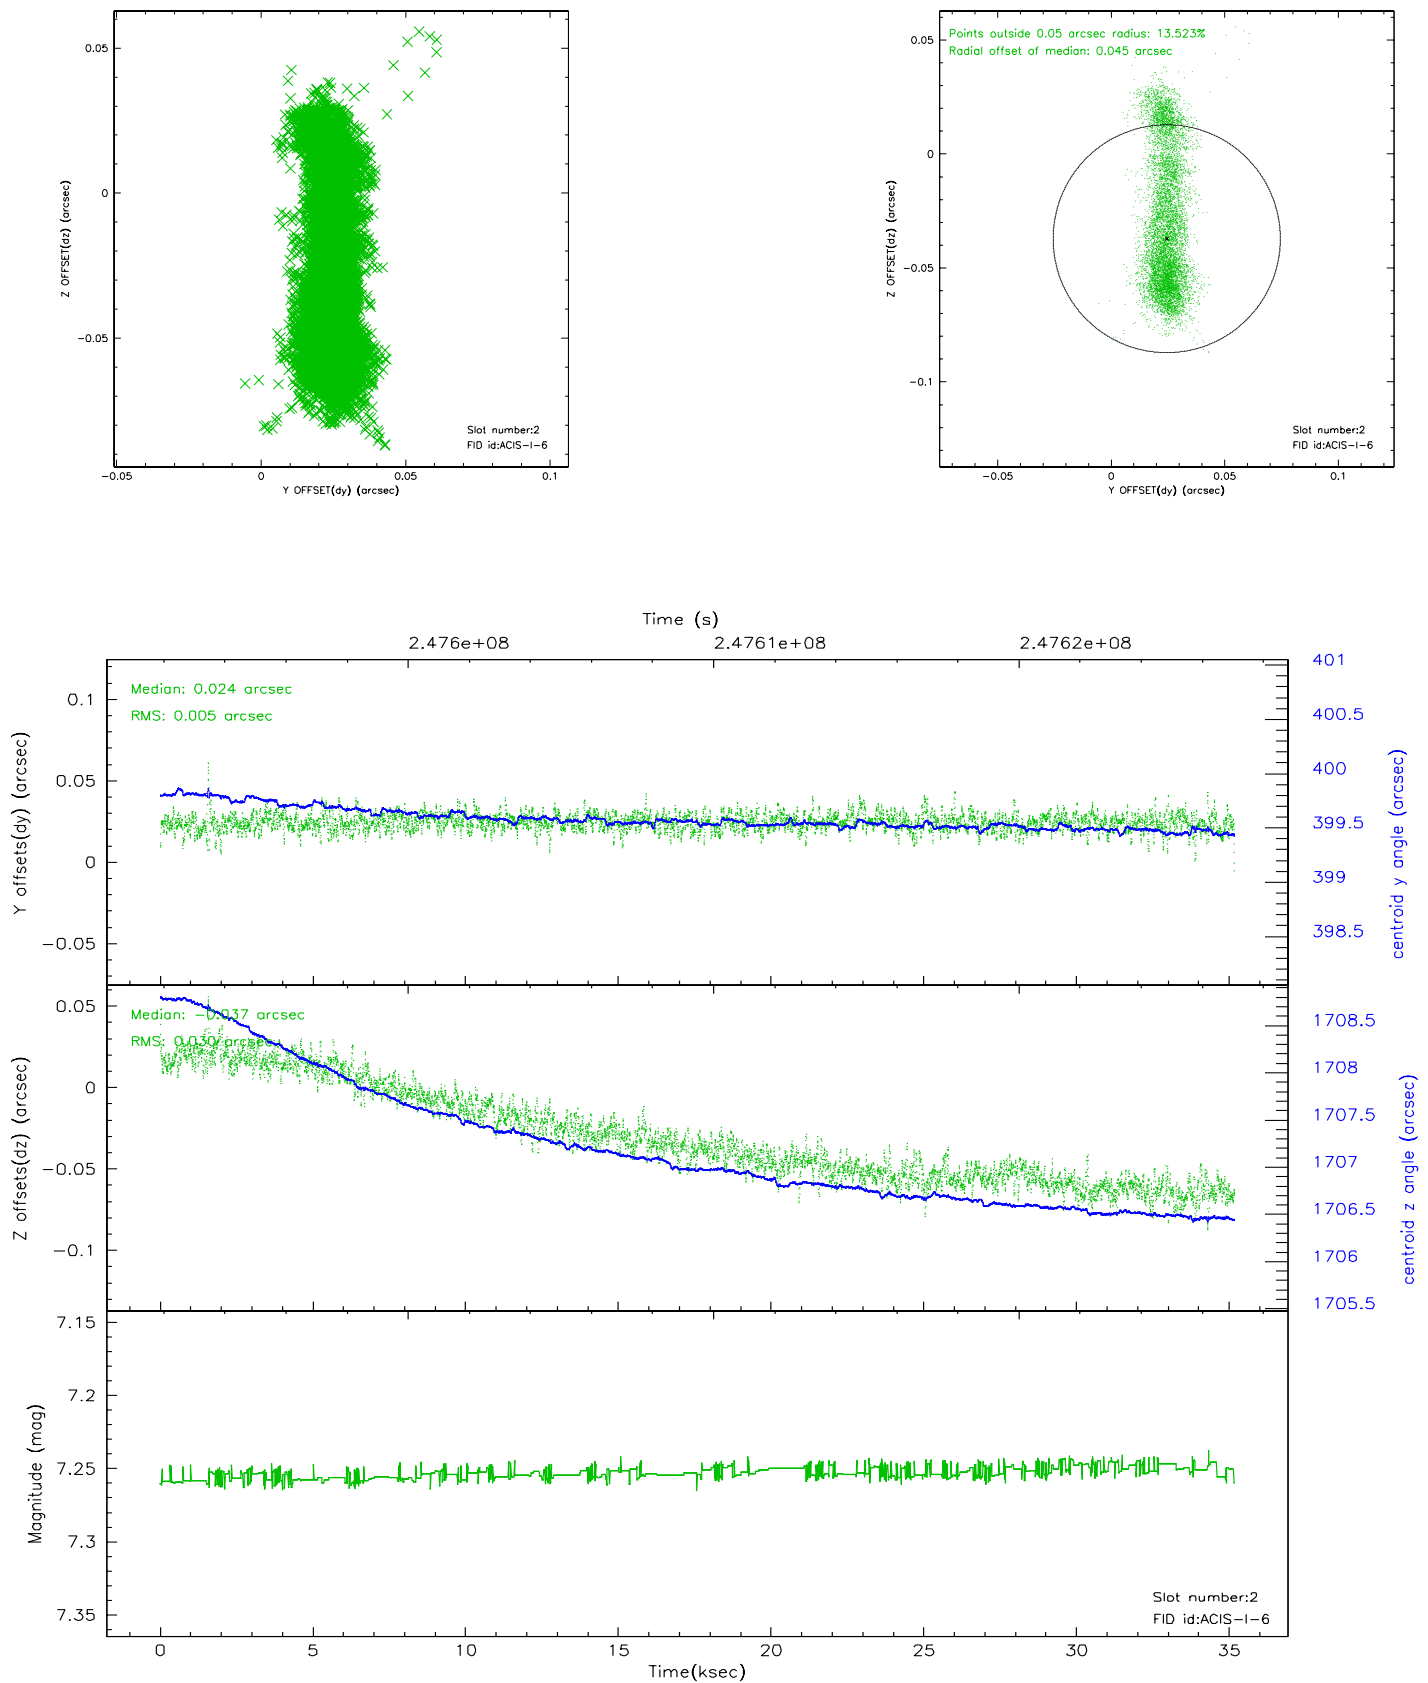 0.05
0
-0.05
Z OFFSET(dz) (arcsec)
-0.05
0
0.05
0.1
Y OFFSET(dy) (arcsec)
Slot number:2
FID id:ACIS-I-6
Points outside 0.05 arcsec radius: 13.523%
Radial offset of median: 0.045 arcsec
0.05
0
-0.05
-0.1
Z OFFSET(dz) (arcsec)
-0.05
0
0.05
0.1
Y OFFSET(dy) (arcsec)
Slot number:2
FID id:ACIS-I-6
Time (s)
2.476e+08
2.4761e+08
2.4762e+08
Median: 0.024 arcsec
RMS: 0.005 arcsec
0.1
0.05
0
-0.05
Y offsets(dy) (arcsec)
401
400.5
400
399.5
399
398.5
centroid y angle (arcsec)
Median: -0.037 arcsec
RMS: 0.030 arcsec
0.05
0
-0.05
-0.1
Z offsets(dz) (arcsec)
1708.5
1708
1707.5
1707
1706.5
1706
1705.5
centroid z angle (arcsec)
7.15
7.2
7.25
7.3
7.35
Magnitude (mag)
Slot number:2
FID id:ACIS-I-6
0
5
10
15
20
25
30
35
Time(ksec)